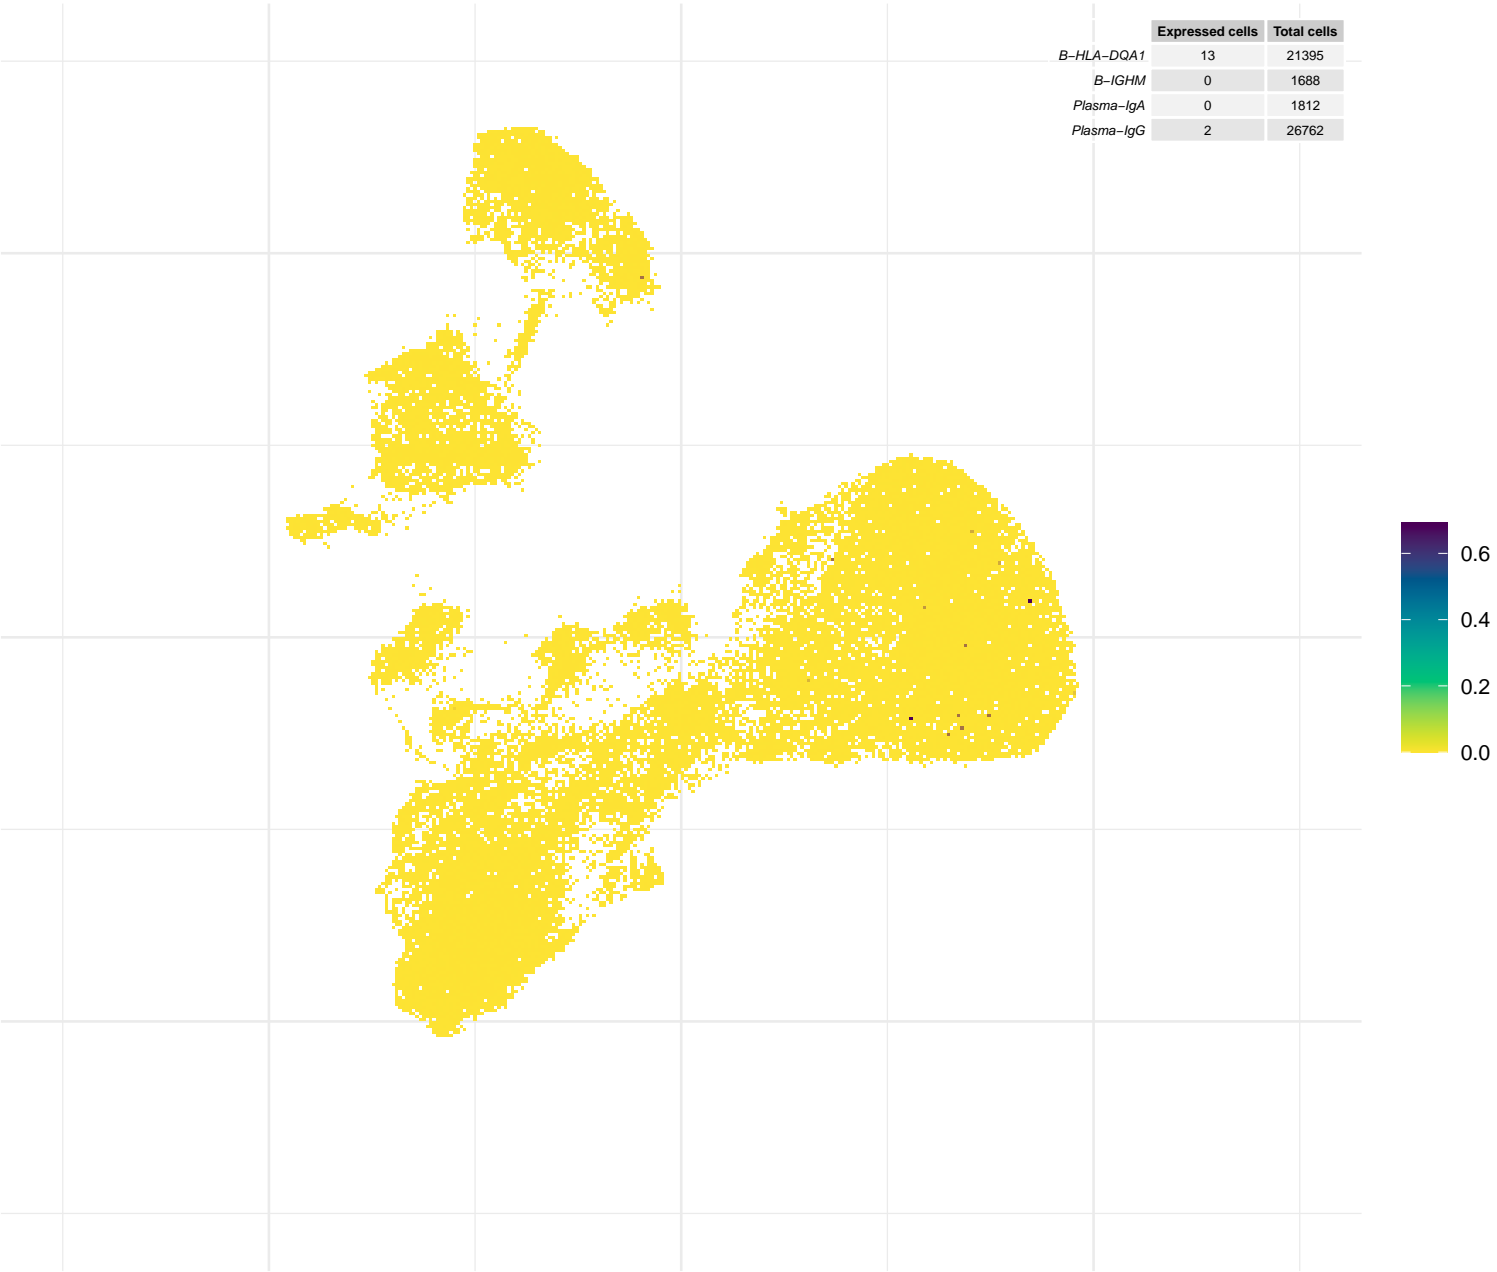 Expressed cells Total cells
B−HLA−DQA1 13 21395
B−IGHM 0 1688
Plasma−IgA 0 1812
Plasma−IgG 2 26762
0.6
0.4
0.2
0.0